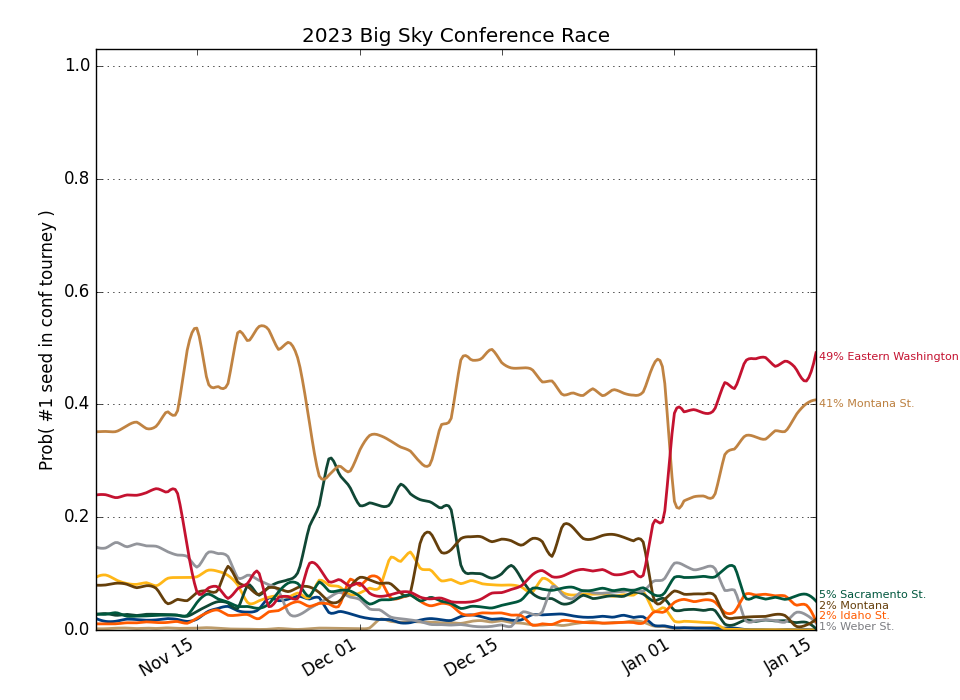 2023 Big Sky Conference Race
Prob( #1 seed in conf tourney )
1.0
0.8
0.6
0.4
0.2
0.0
Nov 15
Dec 01
Dec 15
Jan 01
Jan 15
49% Eastern Washington
41% Montana St.
5% Sacramento St.
2% Montana
2% Idaho St.
1% Weber St.